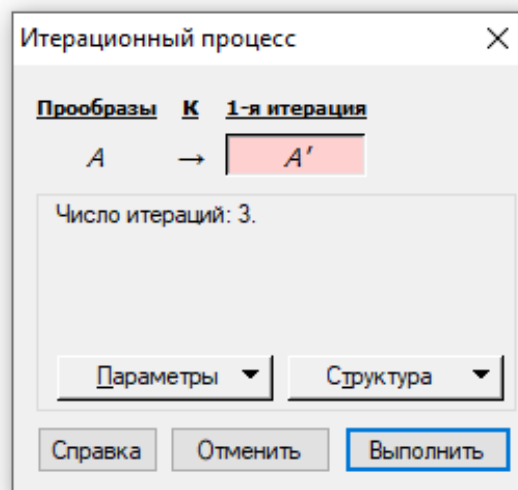 Итерационный процесс
Прообразы К 1-я итерация
A → A'
Число итераций: 3.
Параметры Структура
Справка Отменить Выполнить